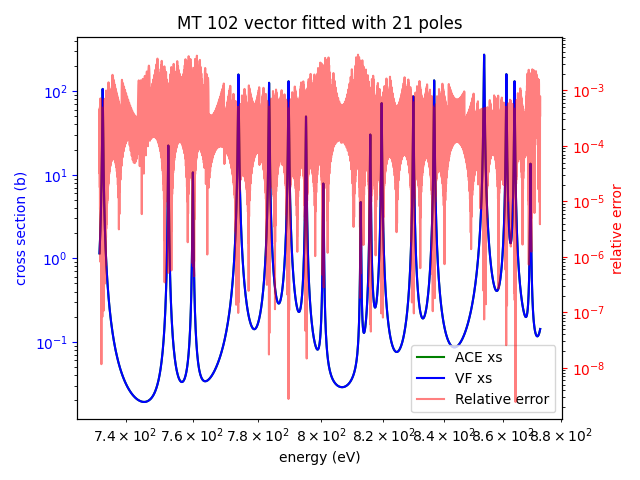 MT 102 vector fitted with 21 poles
cross section (b)
10²
10¹
10⁰
10⁻¹
10⁻³
10⁻⁴
10⁻⁵
10⁻⁶
10⁻⁷
10⁻⁸
relative error
ACE xs
VF xs
Relative error
7.4 × 10² 7.6 × 10² 7.8 × 10² 8 × 10² 8.2 × 10² 8.4 × 10² 8.6 × 10² 8.8 × 10²
energy (eV)